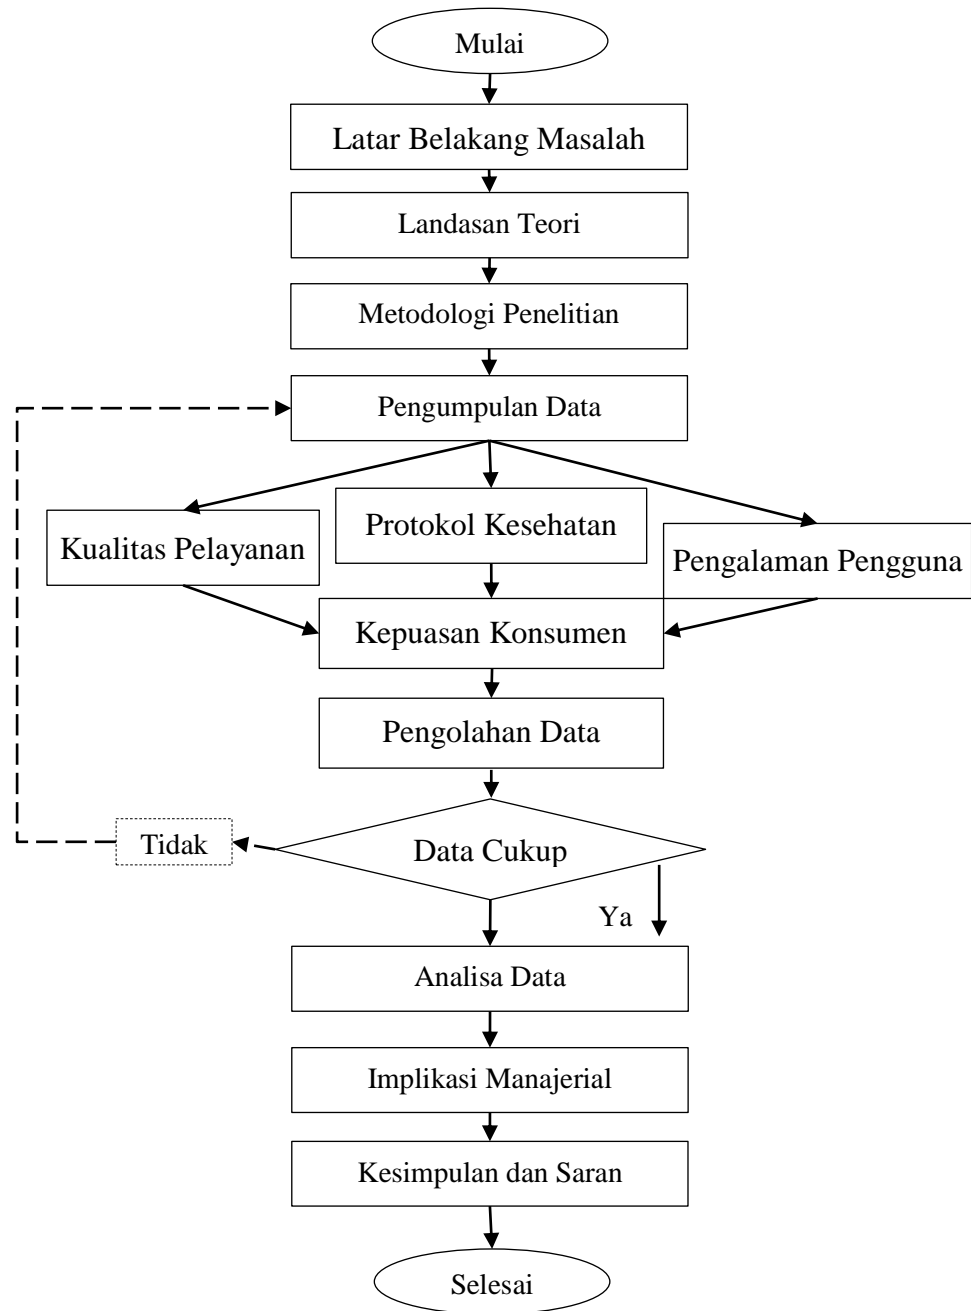 Mulai
Latar Belakang Masalah
Landasan Teori
Metodologi Penelitian
Pengumpulan Data
Kualitas Pelayanan
Protokol Kesehatan
Pengalaman Pengguna
Kepuasan Konsumen
Pengolahan Data
Tidak
Data Cukup
Ya
Analisa Data
Implikasi Manajerial
Kesimpulan dan Saran
Selesai